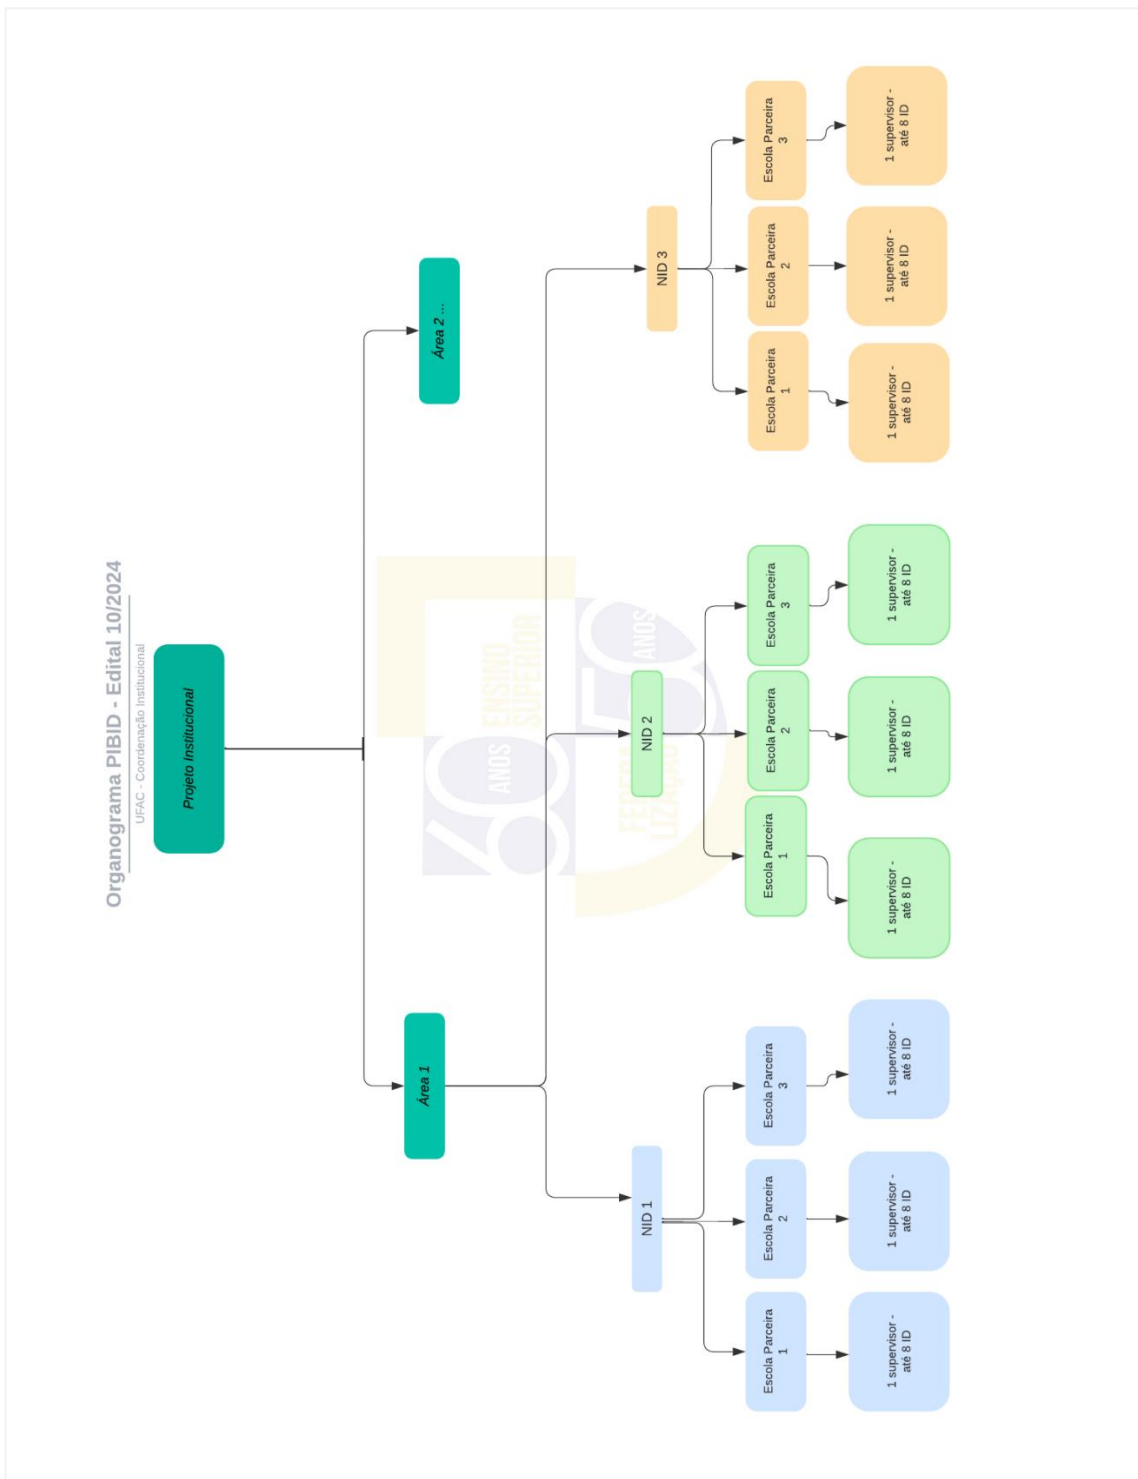 Organograma PIBID - Edital 10/2024
UFAC - Coordenação Institucional
Projeto Institucional
Área 1
Área 2 ...
NID 1
NID 2
NID 3
Escola Parceira
1
Escola Parceira
2
Escola Parceira
3
Escola Parceira
1
Escola Parceira
2
Escola Parceira
3
Escola Parceira
1
Escola Parceira
2
Escola Parceira
3
1 supervisor -
até 8 ID
1 supervisor -
até 8 ID
1 supervisor -
até 8 ID
1 supervisor -
até 8 ID
1 supervisor -
até 8 ID
1 supervisor -
até 8 ID
1 supervisor -
até 8 ID
1 supervisor -
até 8 ID
1 supervisor -
até 8 ID
60
ANOS
ENSINO
SUPERIOR
50
ANOS